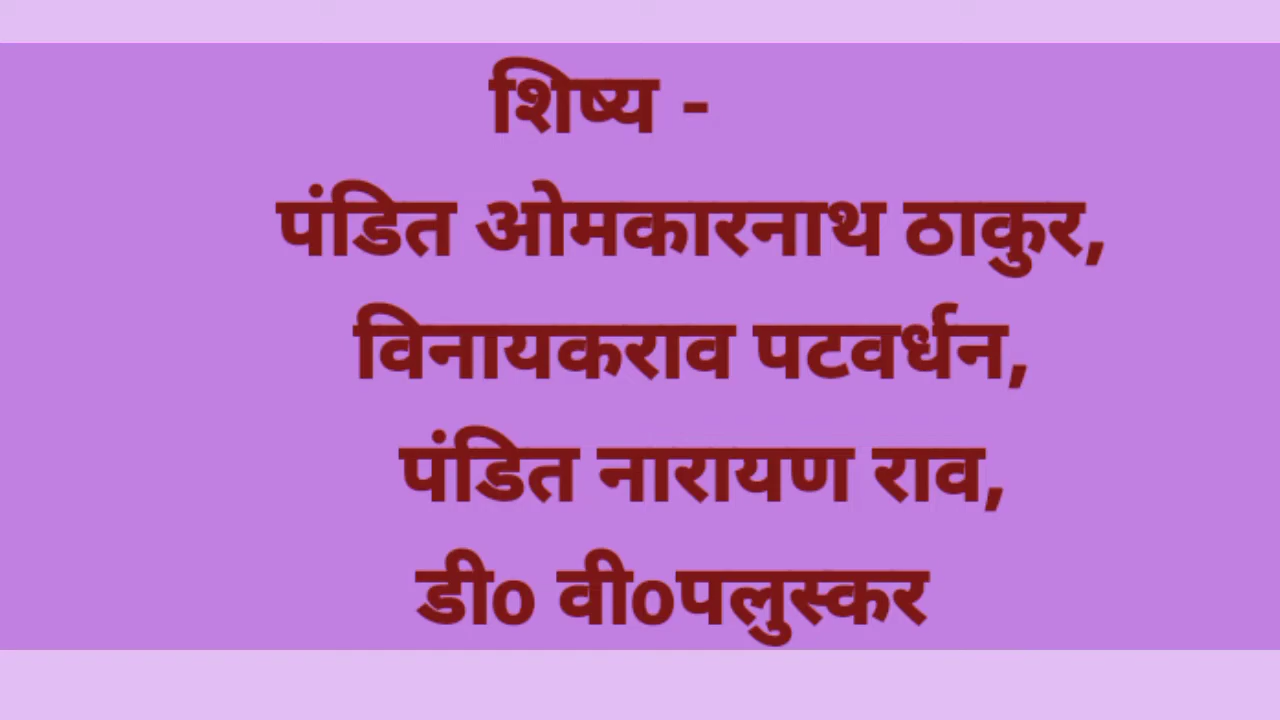 शिष्य -
पंडित ओमकारनाथ ठाकुर,
विनायकराव पटवर्धन,
पंडित नारायण राव,
डी० वी०पलुस्कर